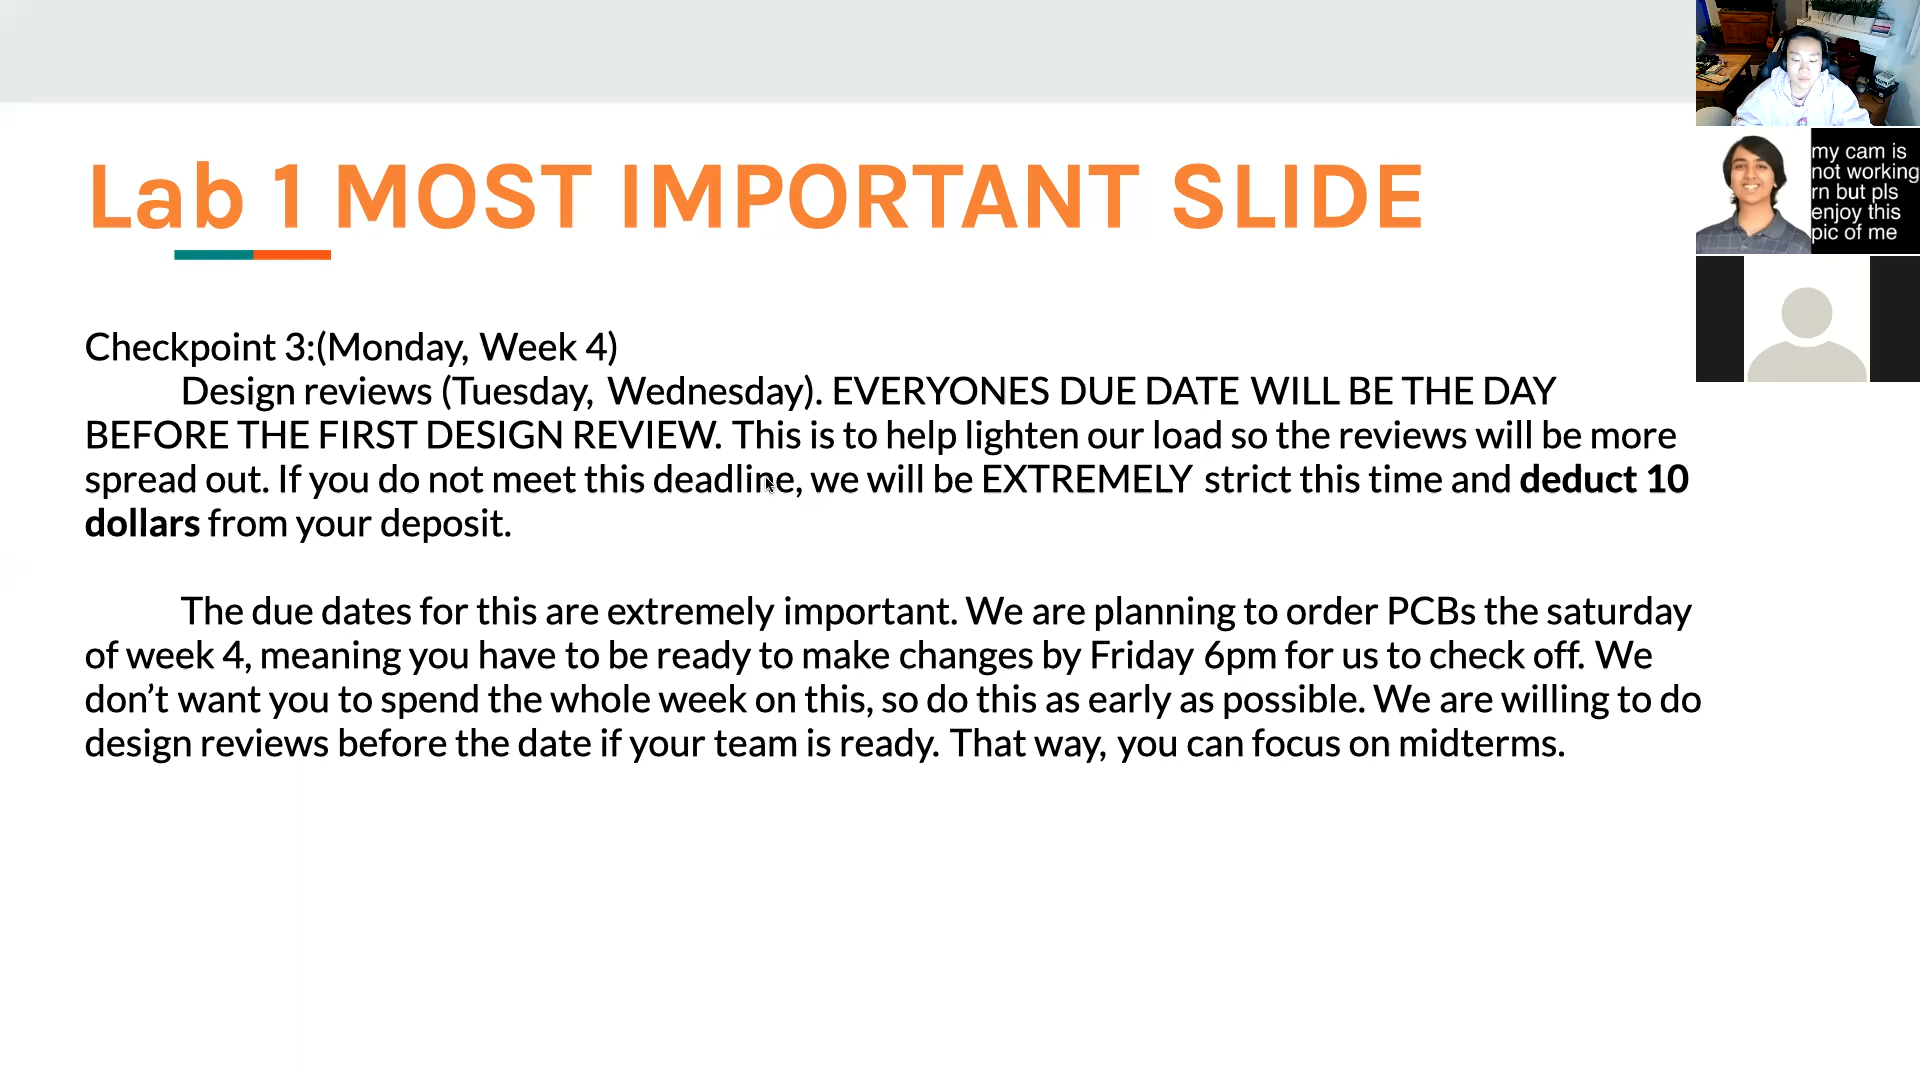 Lab 1 MOST IMPORTANT SLIDE
Checkpoint 3:(Monday, Week 4)
Design reviews (Tuesday, Wednesday). EVERYONES DUE DATE WILL BE THE DAY
BEFORE THE FIRST DESIGN REVIEW. This is to help lighten our load so the reviews will be more
spread out. If you do not meet this deadline, we will be EXTREMELY strict this time and deduct 10
dollars from your deposit.
The due dates for this are extremely important. We are planning to order PCBs the saturday
of week 4, meaning you have to be ready to make changes by Friday 6pm for us to check off. We
don’t want you to spend the whole week on this, so do this as early as possible. We are willing to do
design reviews before the date if your team is ready. That way, you can focus on midterms.
my cam is
not working
rn but pls
enjoy this
pic of me